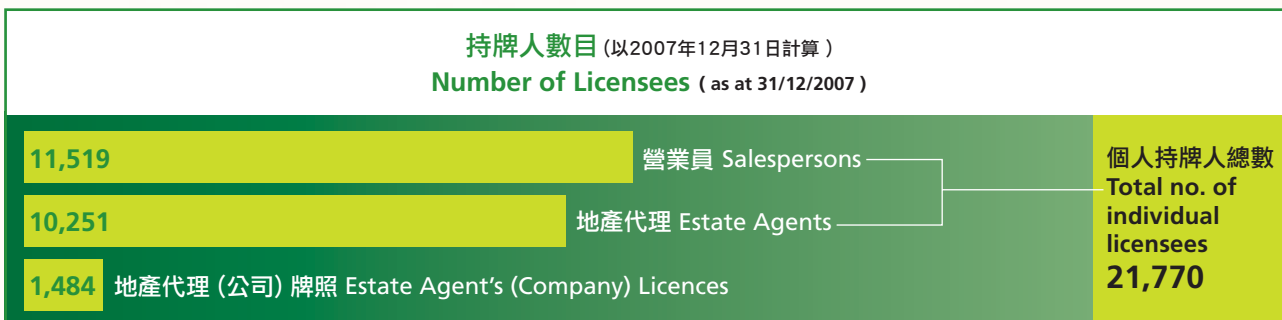 持牌人數目 (以2007年12月31日計算 )
Number of Licensees ( as at 31/12/2007 )
11,519 營業員 Salespersons
10,251 地產代理 Estate Agents
1,484 地產代理 (公司) 牌照 Estate Agent’s (Company) Licences
個人持牌人總數
Total no. of
individual
licensees
21,770